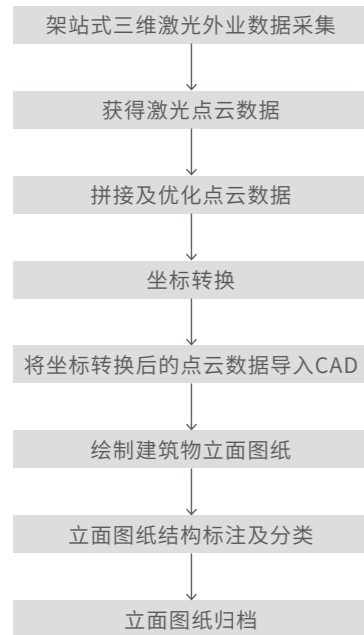 架站式三维激光外业数据采集
获得激光点云数据
拼接及优化点云数据
坐标转换
将坐标转换后的点云数据导入CAD
绘制建筑物立面图纸
立面图纸结构标注及分类
立面图纸归档